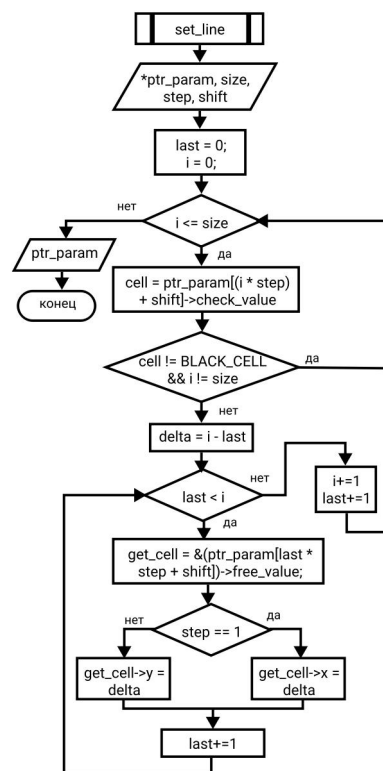 set_line
*ptr_param, size,
step, shift
last = 0;
i = 0;
нет
i <= size
да
ptr_param
конец
cell = ptr_param[(i * step)
+ shift]->check_value
cell != BLACK_CELL
&& i != size
да
нет
delta = i - last
нет
last < i
i+=1
last+=1
да
get_cell = &(ptr_param[last *
step + shift])->free_value;
нет
да
step == 1
get_cell->y =
delta
get_cell->x =
delta
last+=1